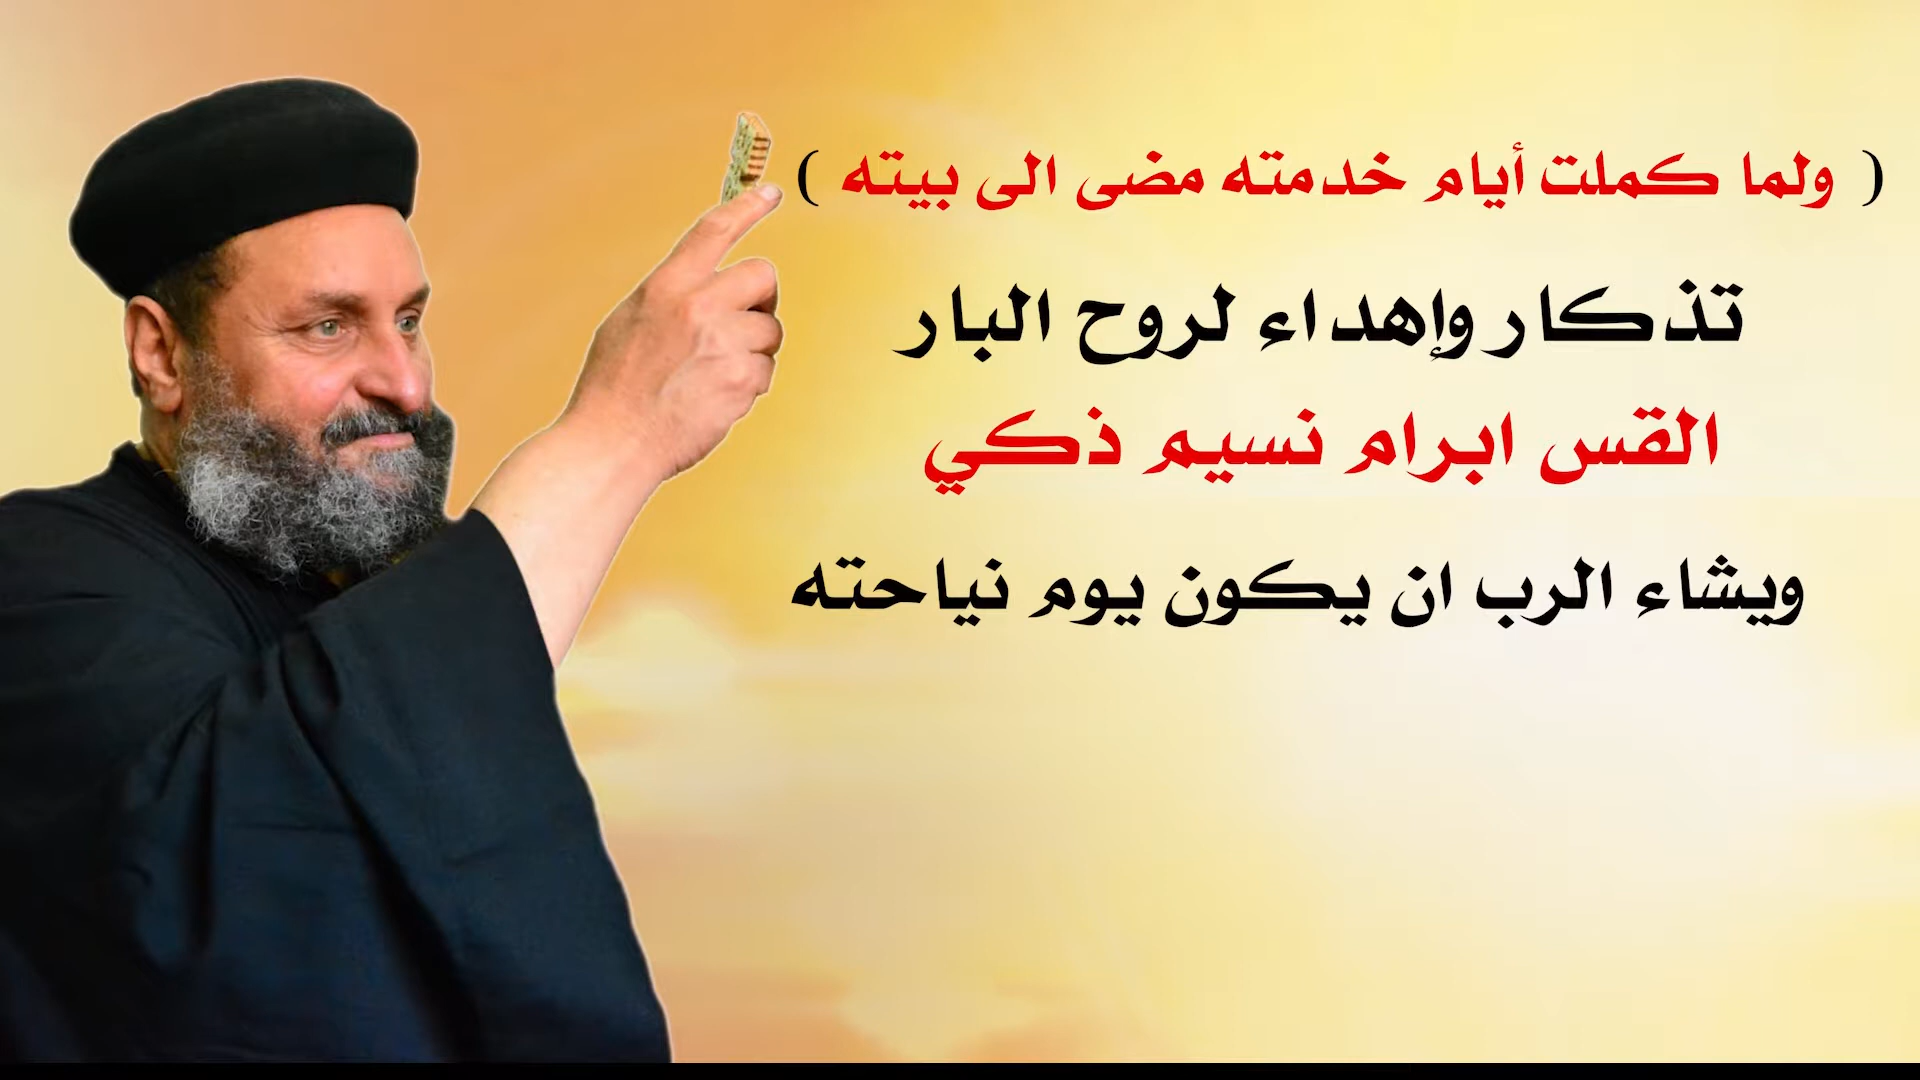 ( ولما كملت أيام خدمته مضى الى بيته )
تذكار وإهداء لروح البار
القس ابرام نسيم ذكي
ويشاء الرب ان يكون يوم نياحته